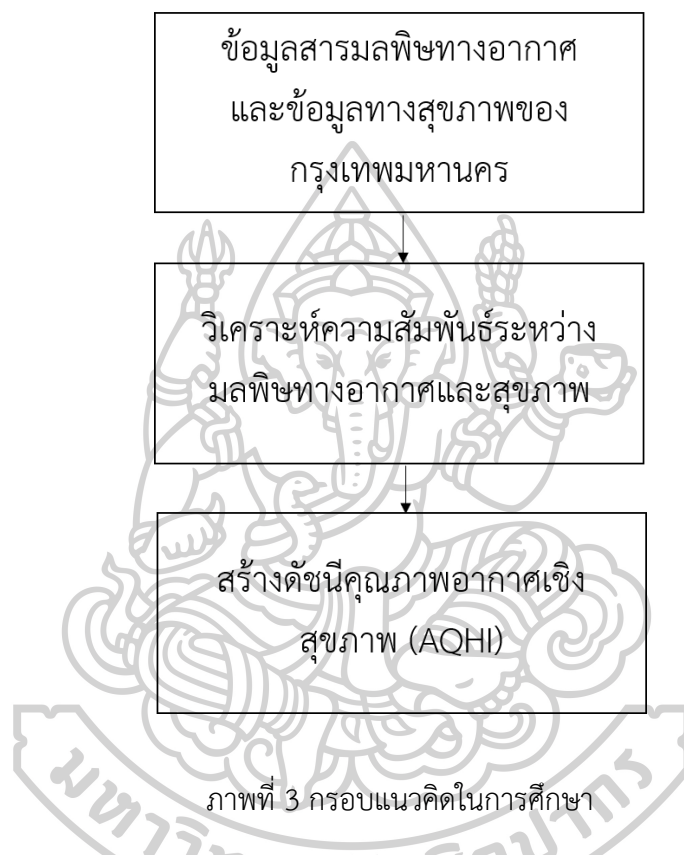 ข้อมูลสารมลพิษทางอากาศ
และข้อมูลทางสุขภาพของ
กรุงเทพมหานคร
วิเคราะห์ความสัมพันธ์ระหว่าง
มลพิษทางอากาศและสุขภาพ
สร้างดัชนีคุณภาพอากาศเชิง
สุขภาพ (AQHI)
ภาพที่ 3 กรอบแนวคิดในการศึกษา